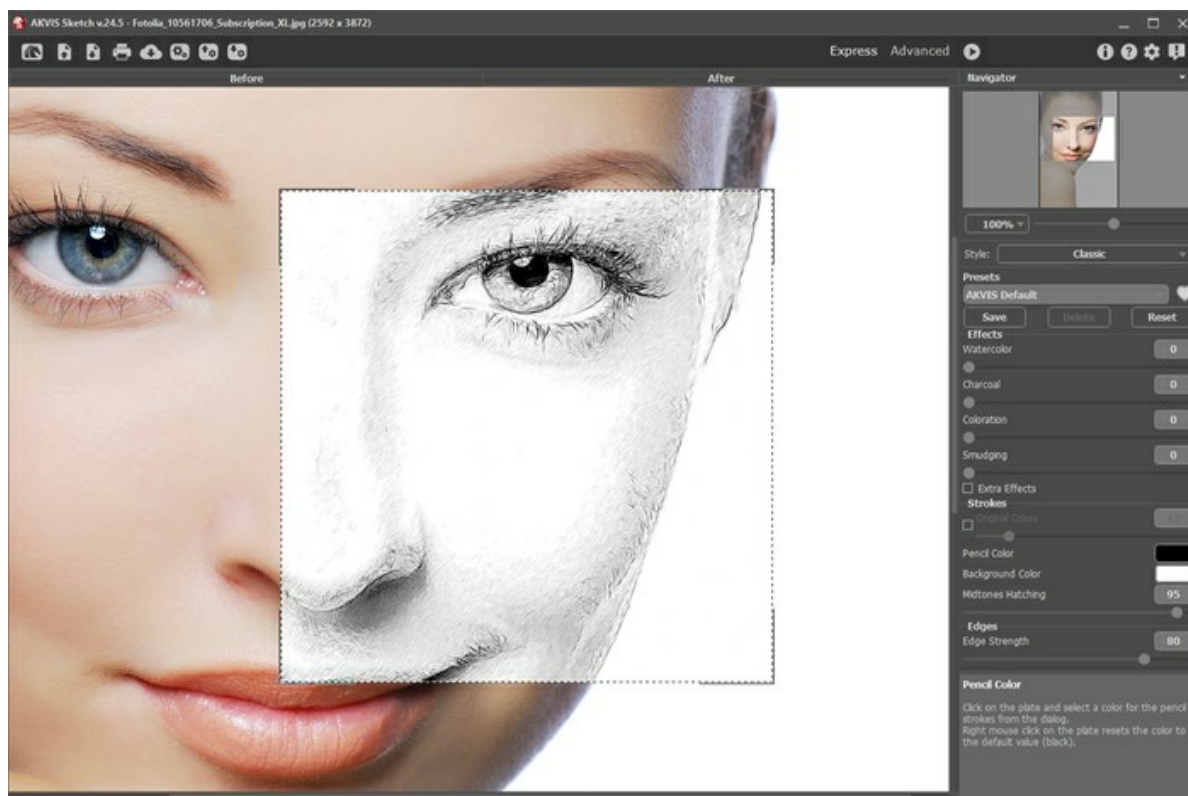 AKVIS Sketch v.24.5 - Fotolia_10561706_Subscription_XL.jpg (2592 x 3872)
Express Advanced
Before After Navigator
100%
Style: Classic
Presets
AKVIS Default
Save Delete Reset
Effects
Watercolor 0
Charcoal 0
Coloration 0
Smudging 0
Extra Effects
Strokes
Original Colors
Pencil Color
Background Color
Midtones Hatching 95
Edges
Edge Strength 80
Pencil Color
Click on the plate and select a color for the pencil
strokes from the dialog.
Right mouse click on the plate resets the color to
the default value (black).